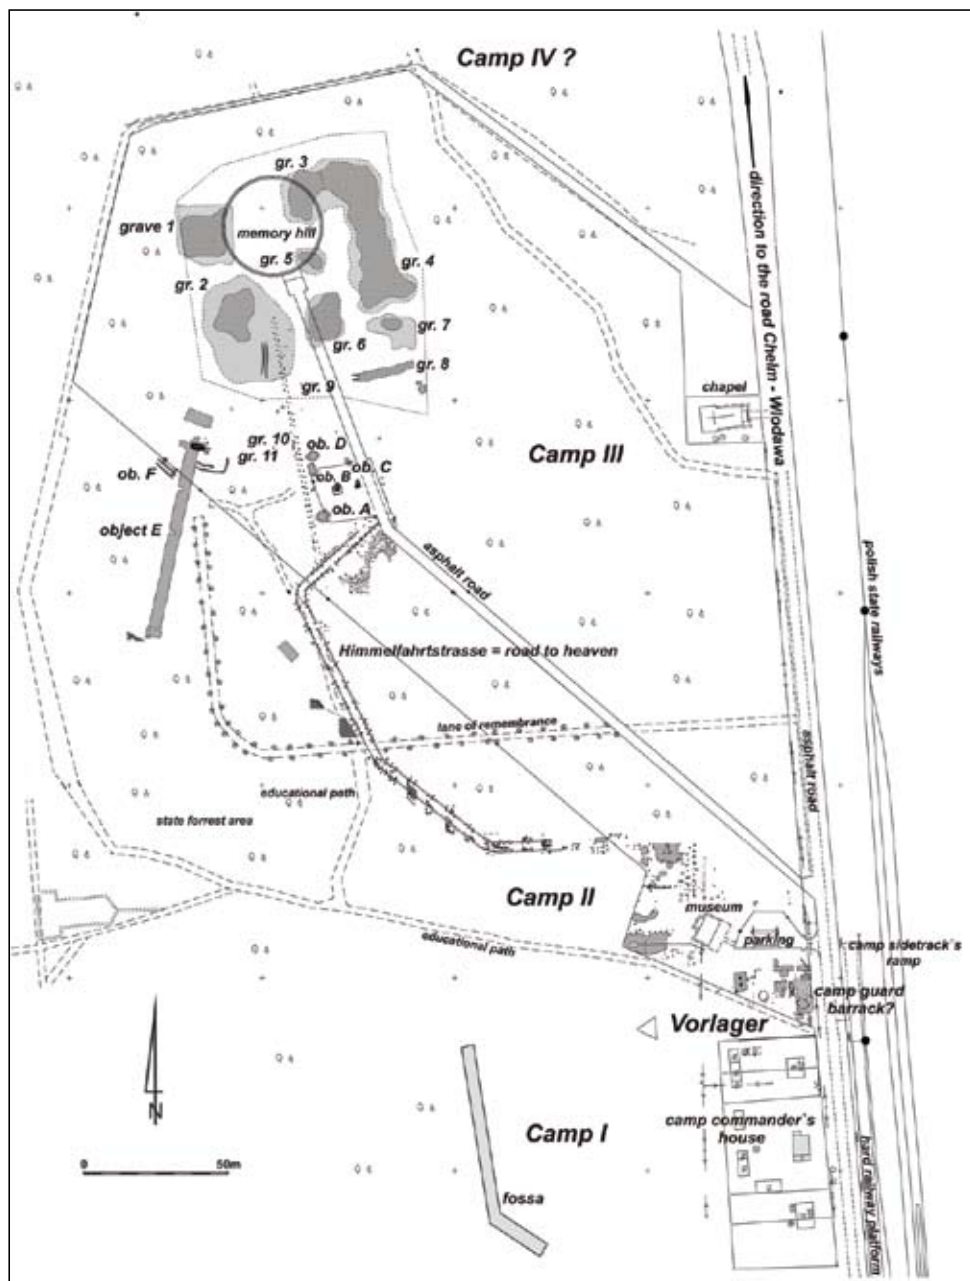 Camp IV ?
gr. 3
grave 1
memory hill
gr. 5
gr. 4
gr. 2
gr. 7
gr. 6
gr. 8
gr. 9
direction to the road Chelm - Wlodawa
chapel
gr. 10
ob. D
gr. 11
ob. C
ob. F
ob. B
Camp III
ob. A
object E
asphalt road
polish state railways
Himmelfahrtstrasse = road to heaven
lane of remembrance
asphalt road
educational path
state forrest area
Camp II
museum
parking
educational path
camp sidetrack`s
ramp
camp guard
barrack?
Vorlager
N
camp commander`s
house
Camp I
0 50m
fossa
hard railway platform